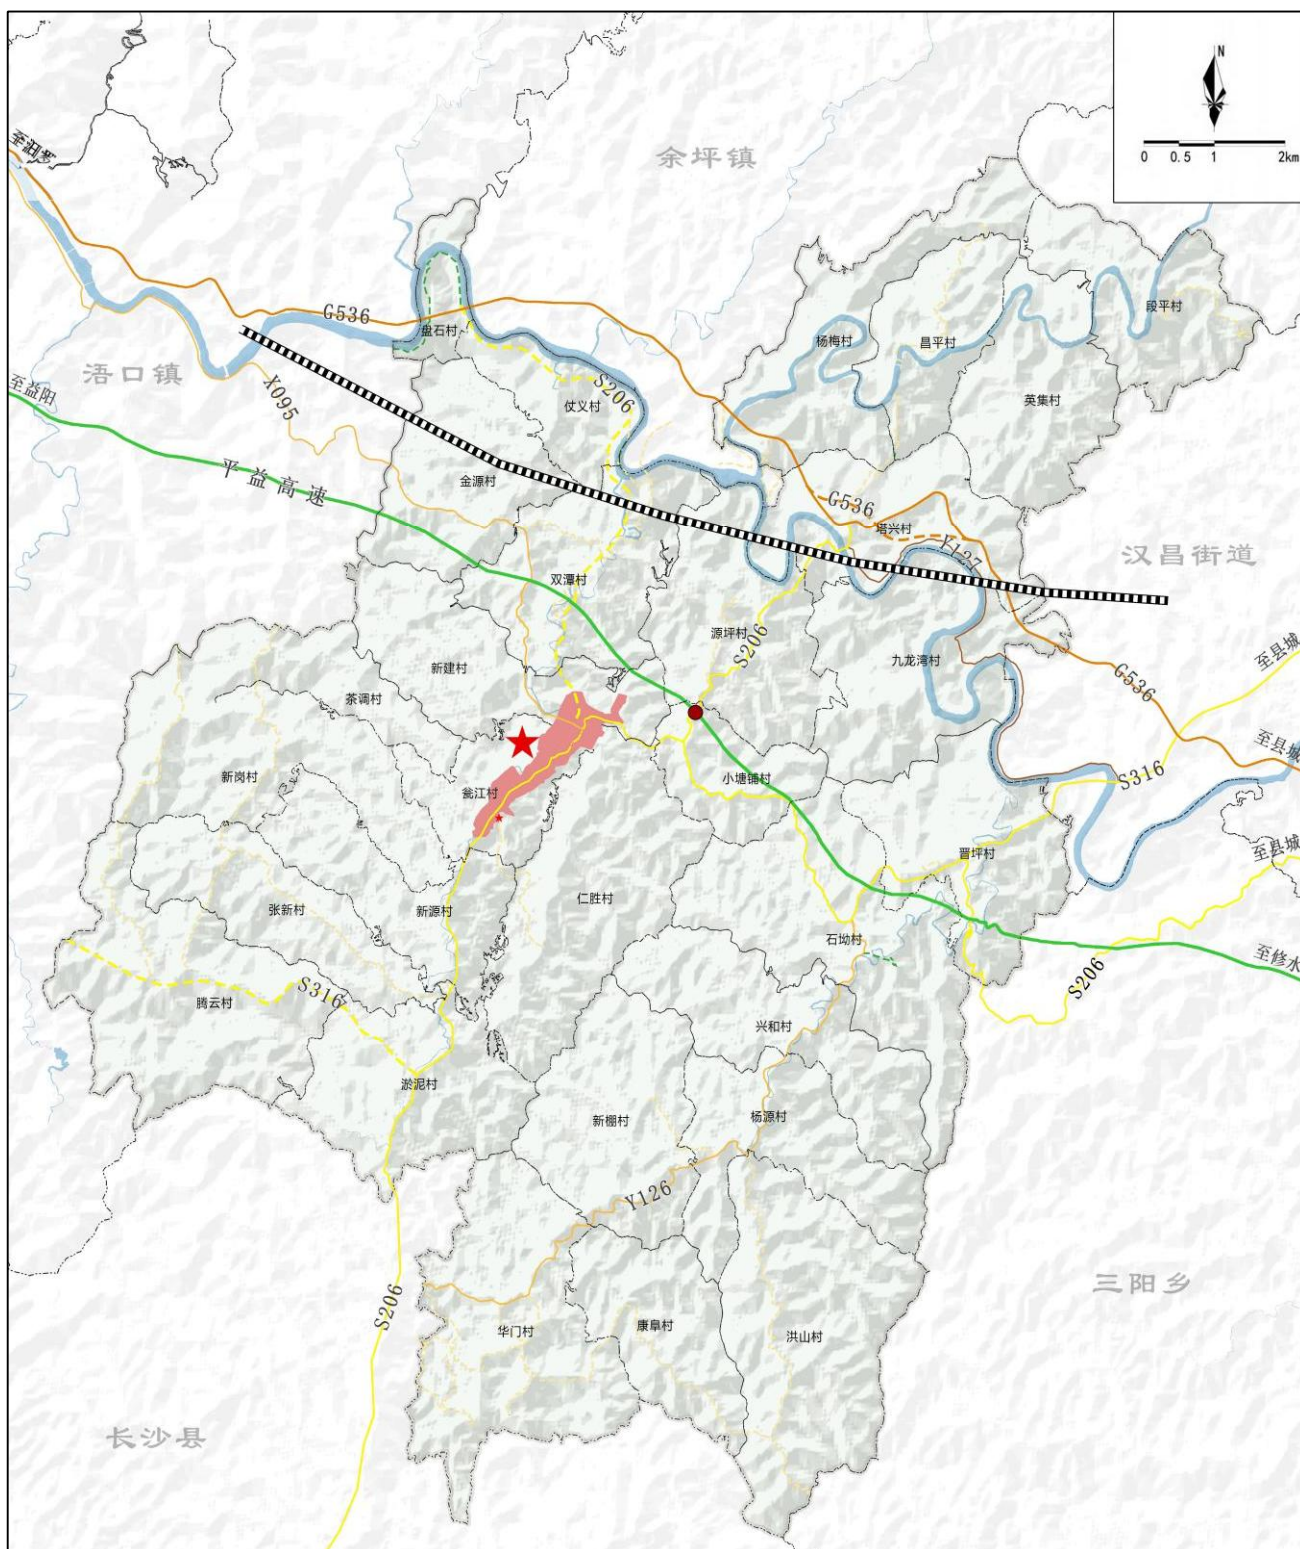 N
0 0.5 1 2km
余坪镇
段平村
G536
盘石村
杨梅村
昌平村
浯口镇
至益阳
X095
仗义村
S206
英集村
平益高速
金源村
G536
塔兴村
Y127
汉昌街道
双潭村
源坪村
S206
九龙湾村
至县城
新建村
茶调村
G536
新岗村
瓮江村
小塘铺村
S316
至县城
晋坪村
至县城
张新村
新源村
仁胜村
石坳村
至修水
S316
腾云村
S206
兴和村
淤泥村
新棚村
杨源村
Y126
三阳乡
S206
华门村
康阜村
洪山村
长沙县